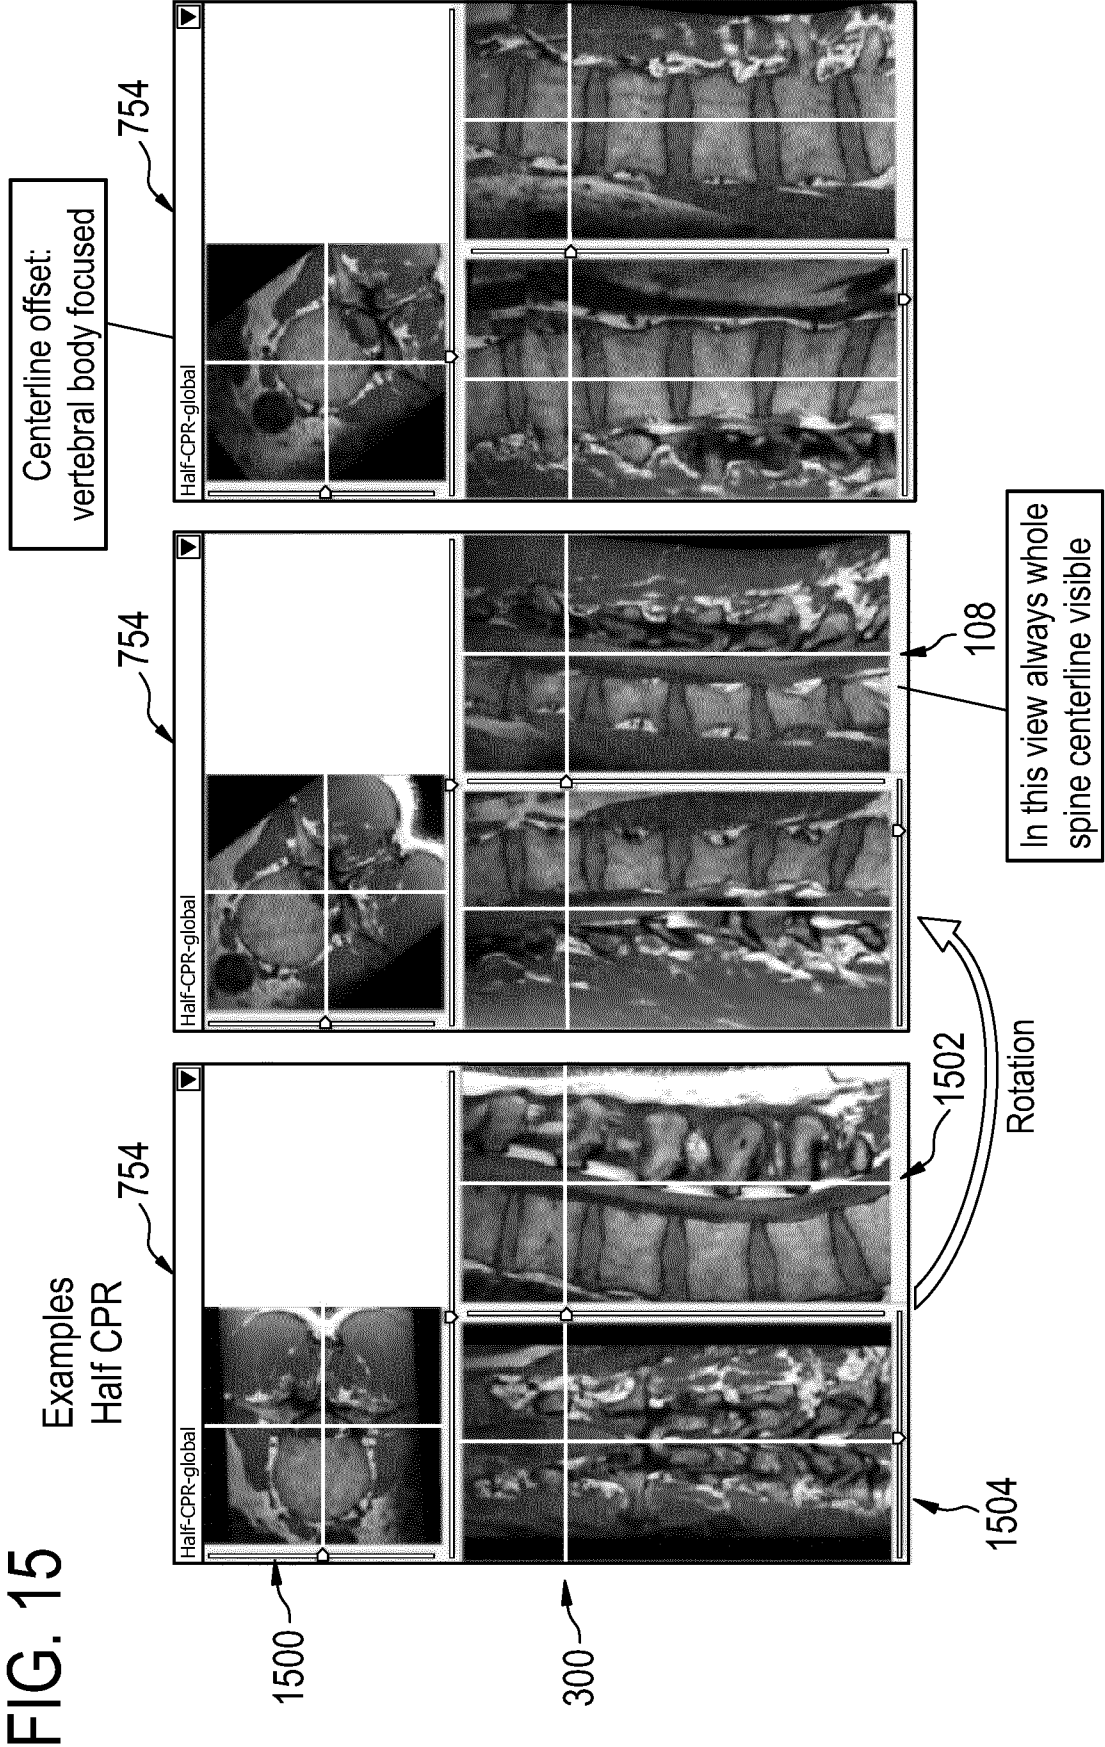 FIG. 15
Examples
Half CPR
754
754
754
Centerline offset:
vertebral body focused
Half-CPR-global
Half-CPR-global
Half-CPR-global
1500
300
1504
1502
Rotation
108
In this view always whole
spine centerline visible